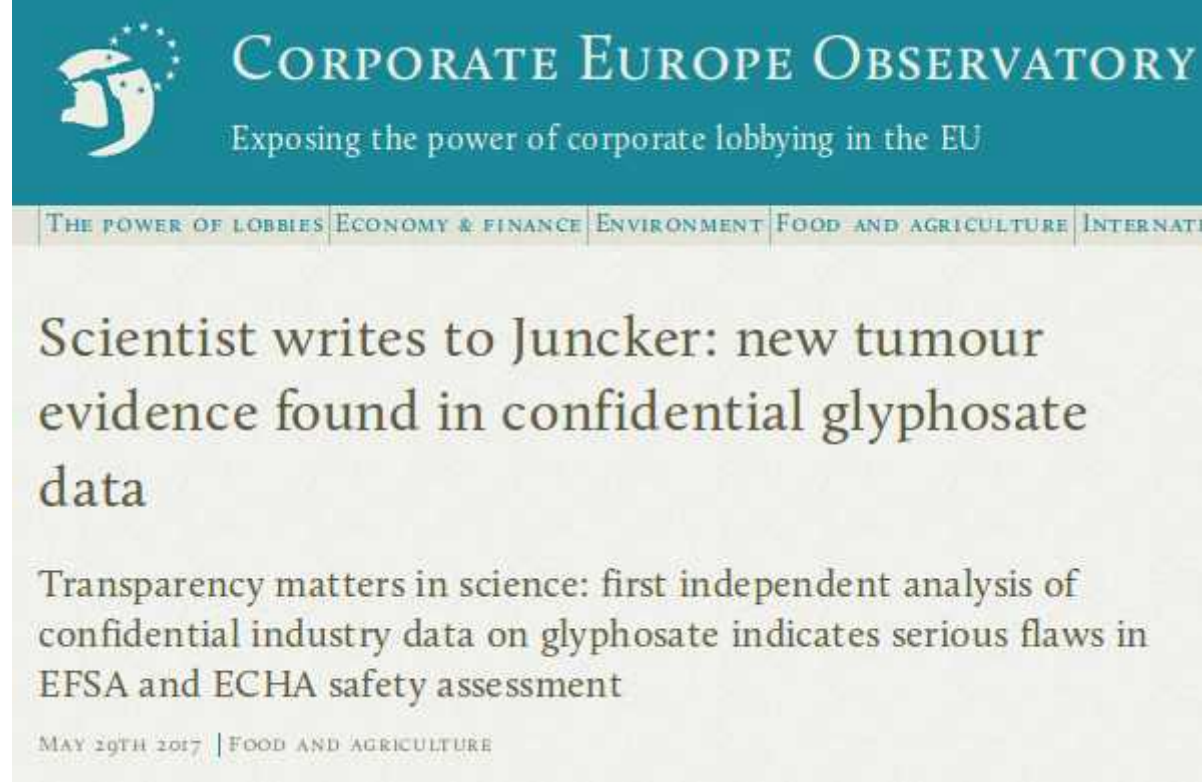 CORPORATE EUROPE OBSERVATORY
Exposing the power of corporate lobbying in the EU
THE POWER OF LOBBIES ECONOMY & FINANCE ENVIRONMENT FOOD AND AGRICULTURE
Scientist writes to Juncker: new tumour
evidence found in confidential glyphosate
data
Transparency matters in science: first independent analysis of
confidential industry data on glyphosate indicates serious flaws in
EFSA and ECHA safety assessment
MAY 29TH 2017 | FOOD AND AGRICULTURE